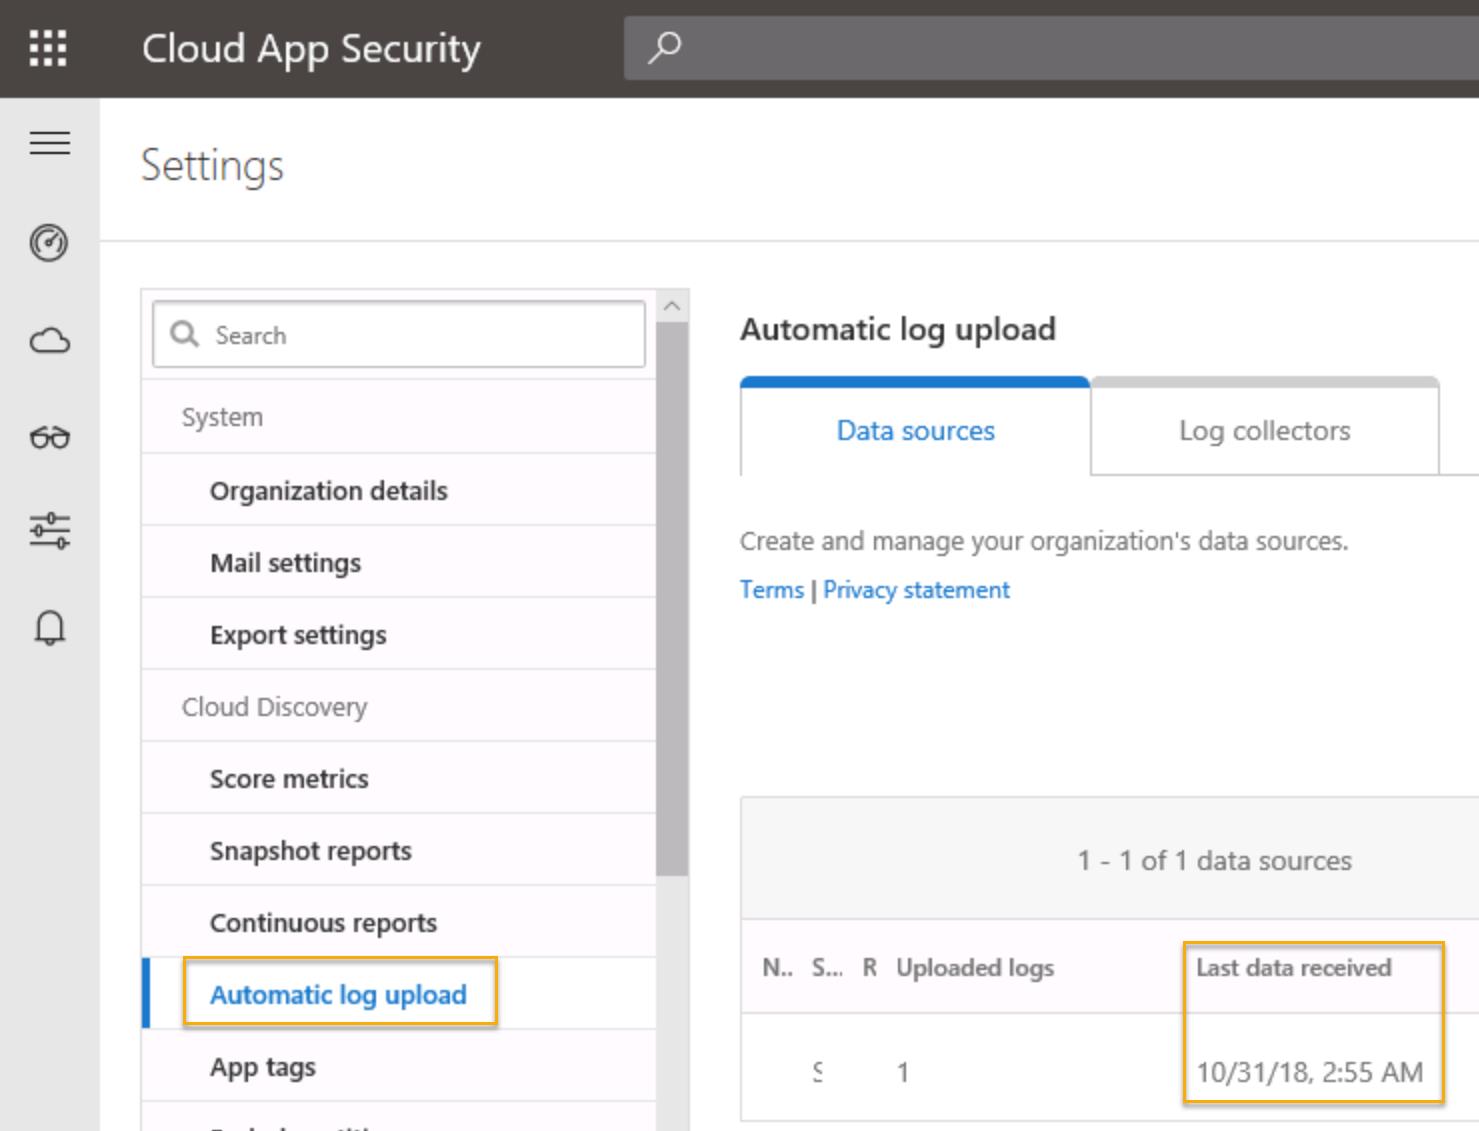 Cloud App Security
Settings
Search
System
Organization details
Mail settings
Export settings
Cloud Discovery
Score metrics
Snapshot reports
Continuous reports
Automatic log upload
App tags
Automatic log upload
Data sources
Log collectors
Create and manage your organization's data sources.
Terms | Privacy statement
1 - 1 of 1 data sources
N.. S... R Uploaded logs Last data received
S 1 10/31/18, 2:55 AM